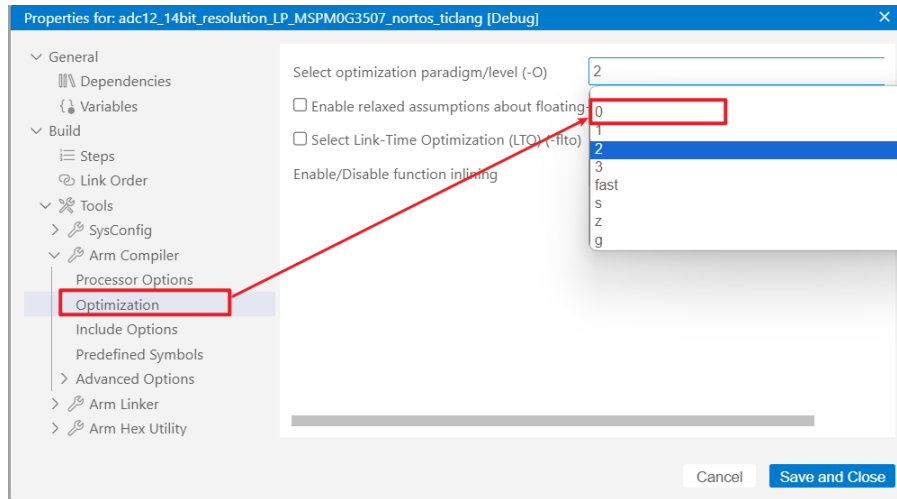 Properties for: adc12_14bit_resolution_LP_MSPM0G3507_nortos_ticlang [Debug]
General
Dependencies
Variables
Build
Steps
Link Order
Tools
SysConfig
Arm Compiler
Processor Options
Optimization
Include Options
Predefined Symbols
Advanced Options
Arm Linker
Arm Hex Utility
Select optimization paradigm/level (-O)
2
Enable relaxed assumptions about floating-
Select Link-Time Optimization (LTO) (-flto)
Enable/Disable function inlining
0
1
2
3
fast
s
z
g
Cancel
Save and Close